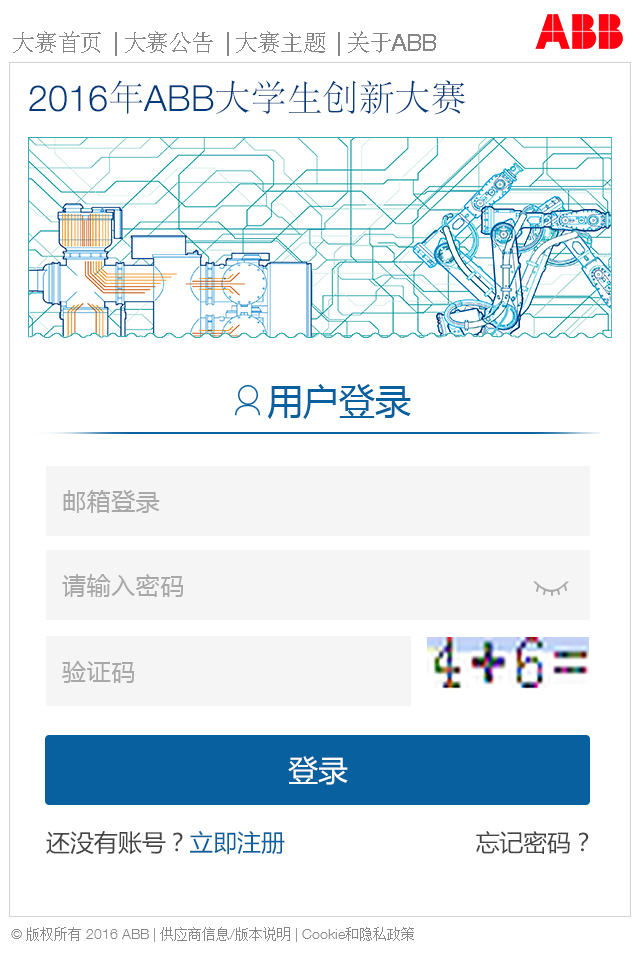 大赛首页 | 大赛公告 | 大赛主题 | 关于ABB
ABB
2016年ABB大学生创新大赛
用户登录
邮箱登录
请输入密码
验证码
4+6=
登录
还没有账号？立即注册 忘记密码？
© 版权所有 2016 ABB | 供应商信息/版本说明 | Cookie和隐私政策